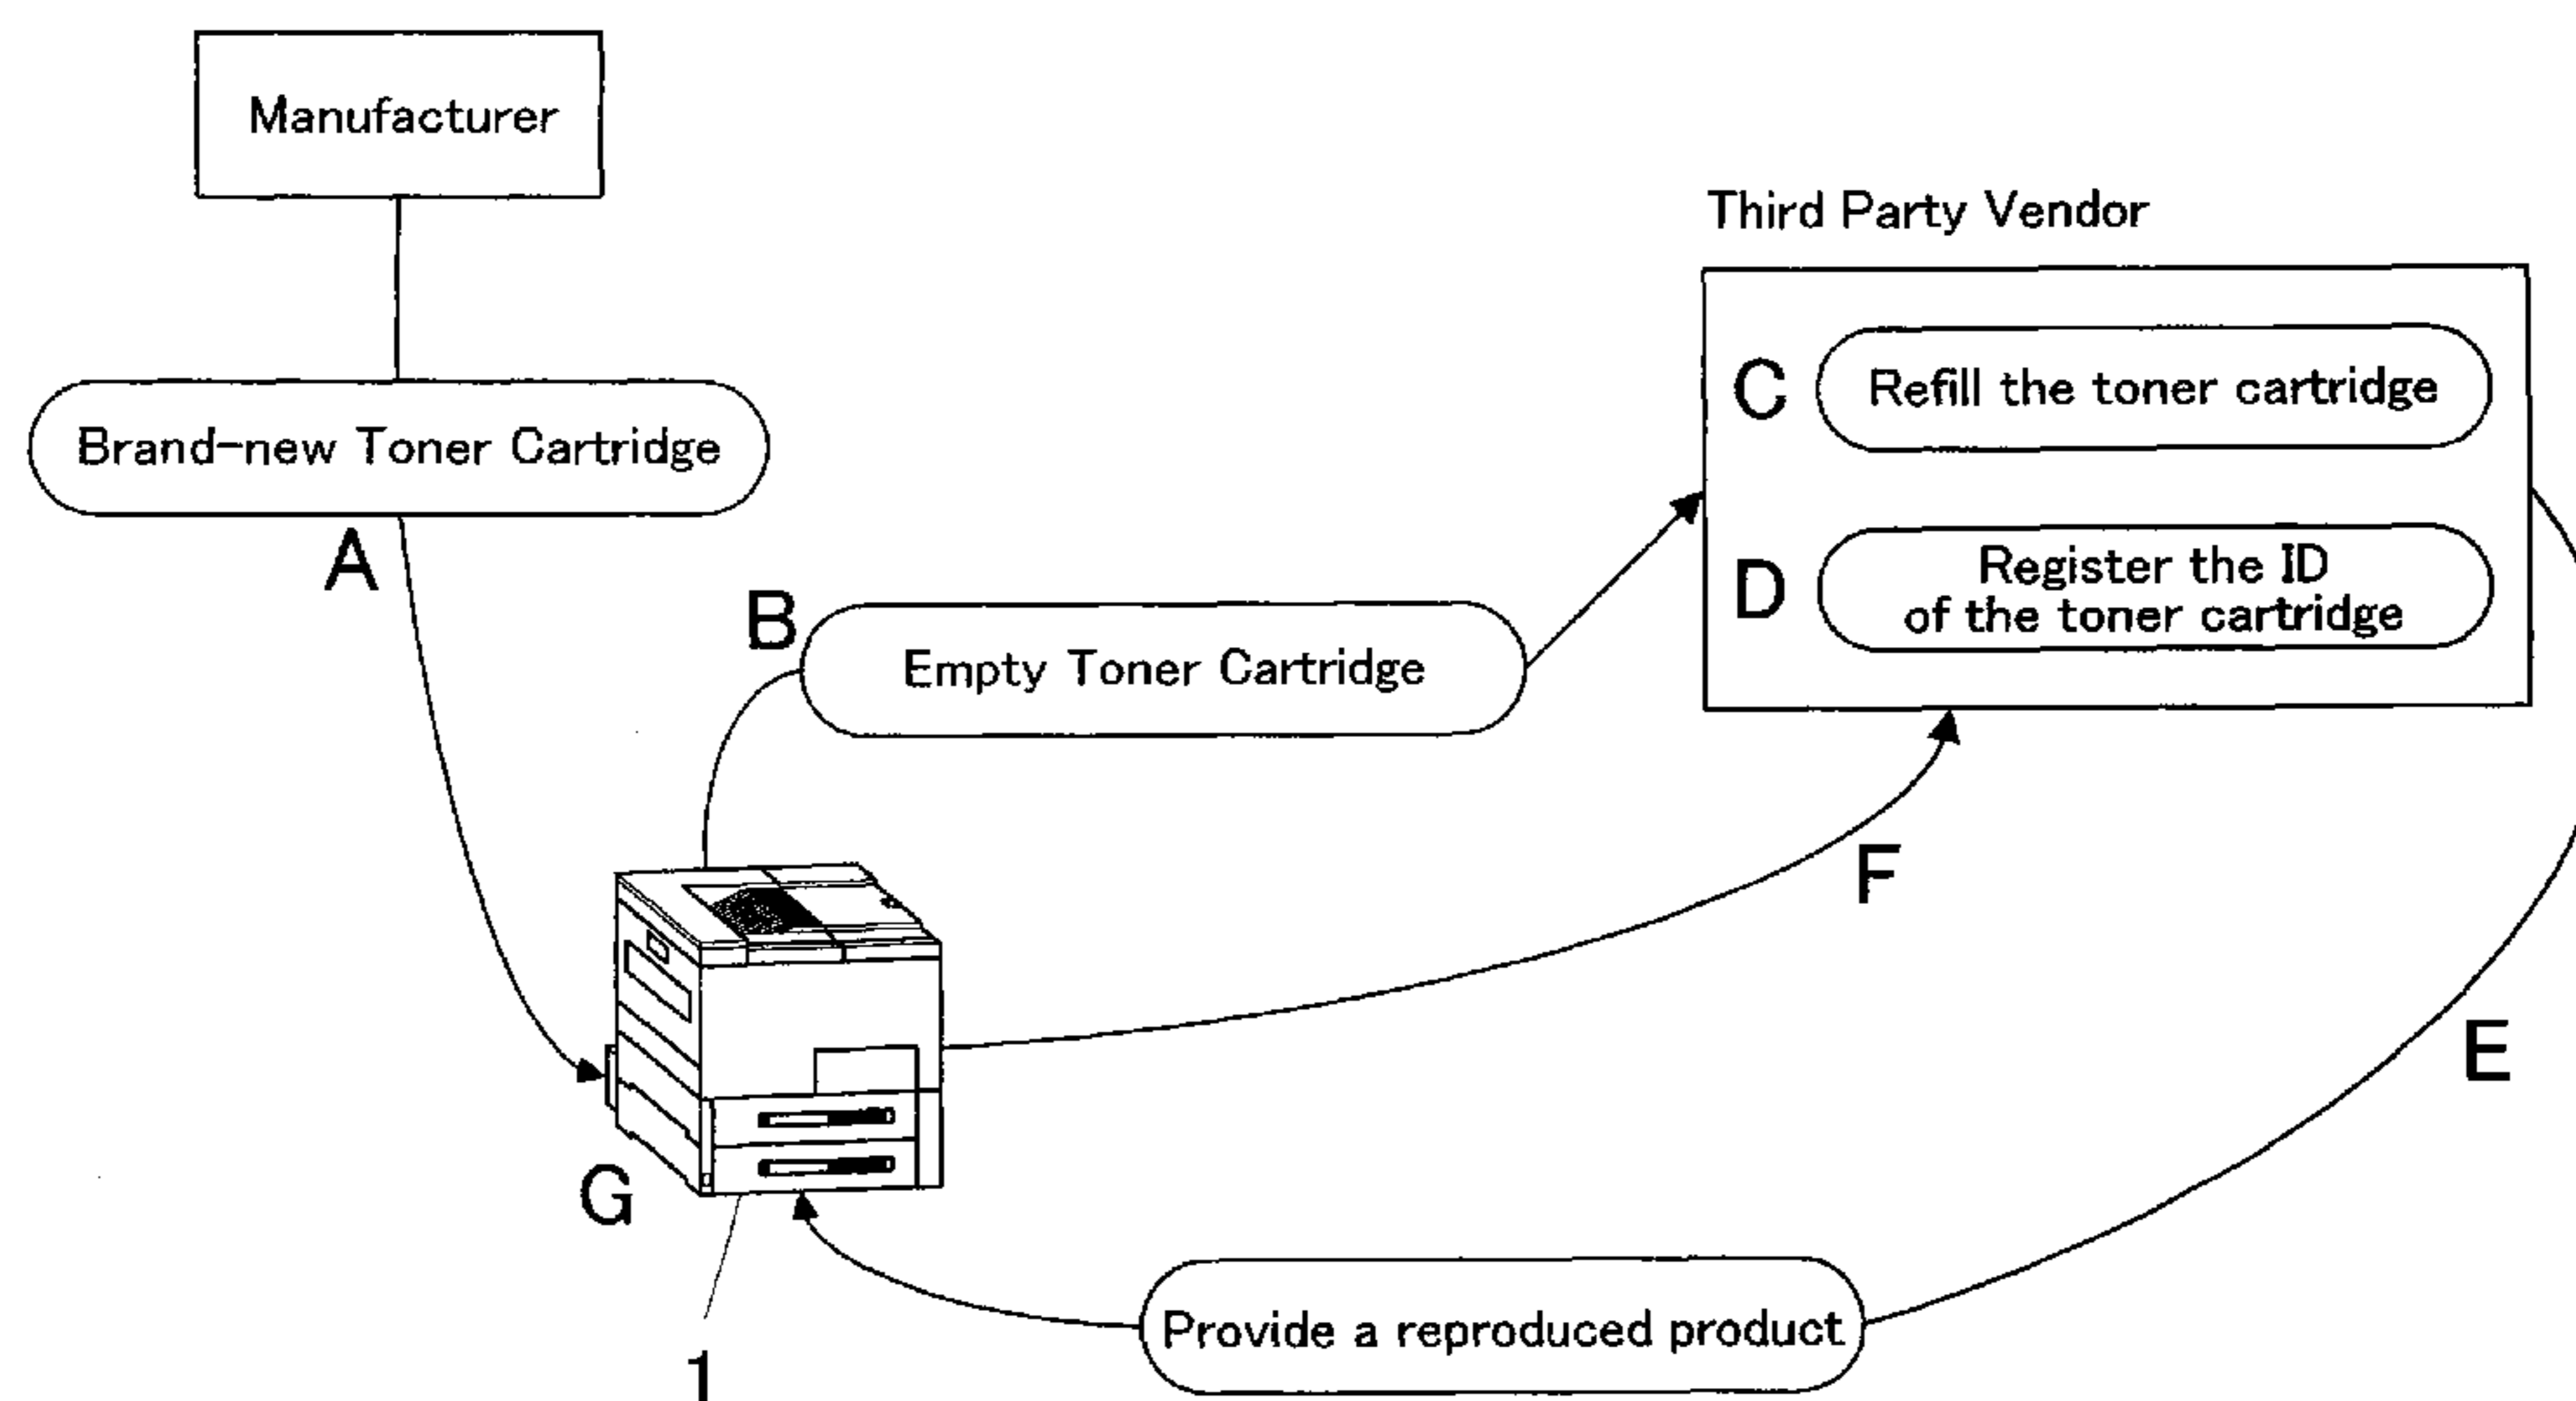 Manufacturer
Third Party Vendor
Brand-new Toner Cartridge
A
C
Refill the toner cartridge
D
Register the ID
of the toner cartridge
B
Empty Toner Cartridge
F
E
G
Provide a reproduced product
1